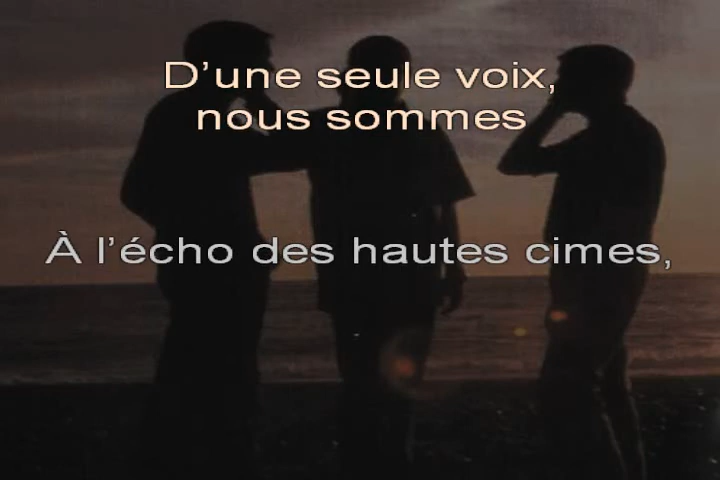 D’une seule voix,
nous sommes
À l’écho des hautes cimes,